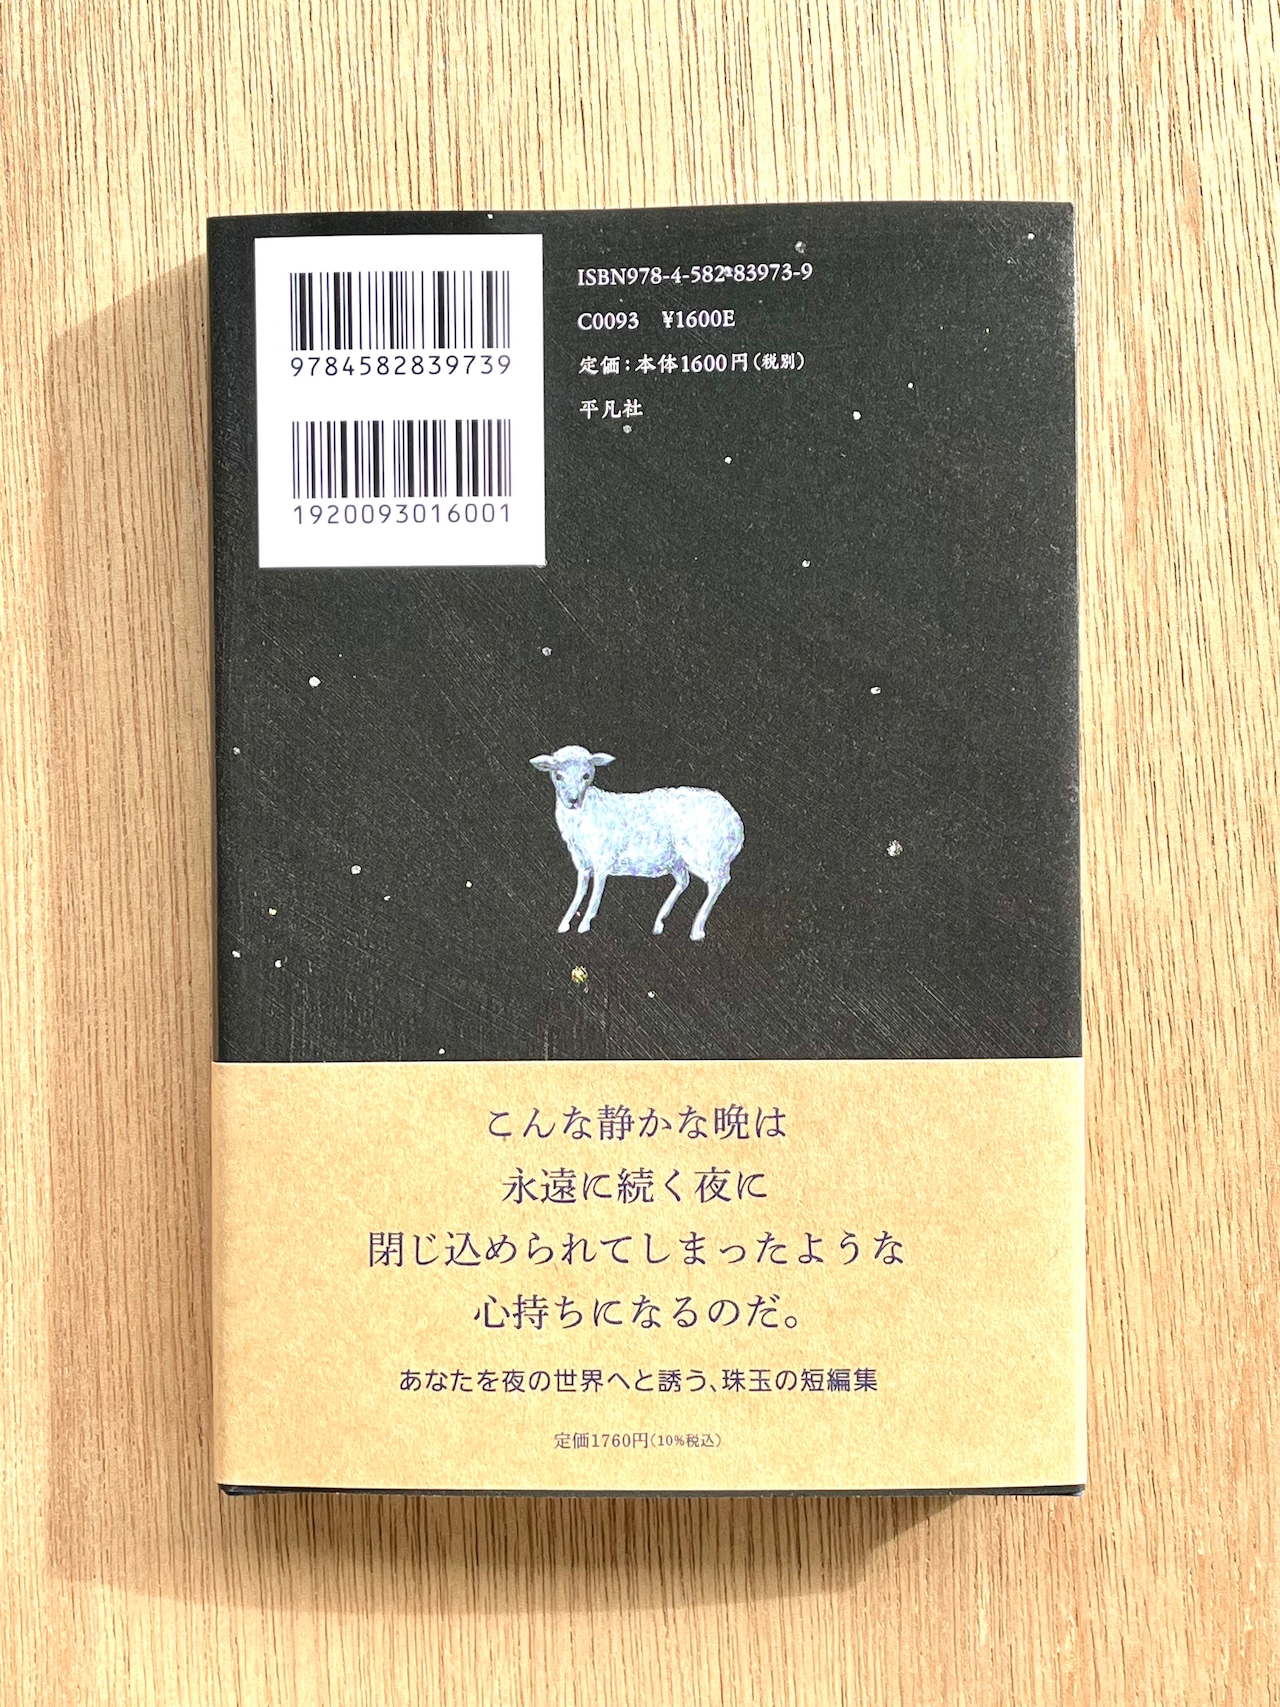 9784582839739
1920093016001
ISBN978-4-582-83973-9
C0093 ¥1600E
定価：本体1600円（税別）
平凡社
こんな静かな晩は
永遠に続く夜に
閉じ込められてしまったような
心持ちになるのだ。
あなたを夜の世界へと誘う、珠玉の短編集
定価1760円（10%税込）